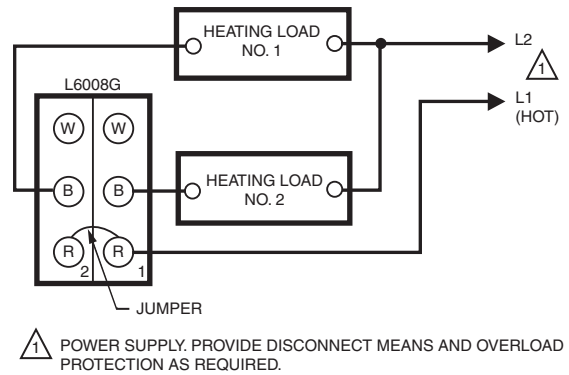 HEATING LOAD
NO. 1
L2
1
L6008G
L1
(HOT)
W W
B B
HEATING LOAD
NO. 2
R R
2 1
JUMPER
1 POWER SUPPLY. PROVIDE DISCONNECT MEANS AND OVERLOAD
PROTECTION AS REQUIRED.